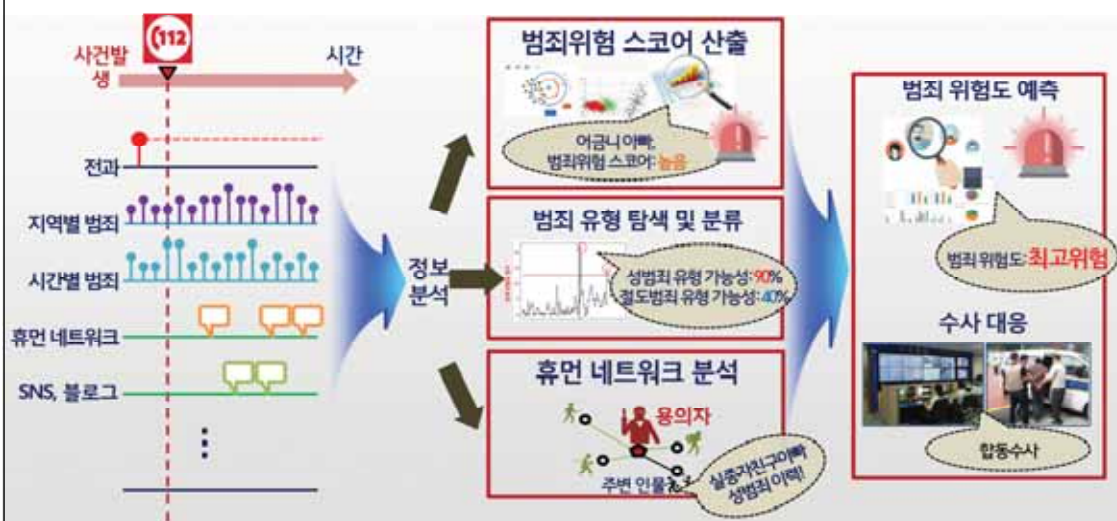 사건발
생
112
시간
전과
지역별 범죄
시간별 범죄
휴먼 네트워크
SNS, 블로그
정보
분석
범죄위험 스코어 산출
어금니 아빠,
범죄위험 스코어: 높음
범죄 유형 탐색 및 분류
성범죄 유형 가능성: 90%
절도범죄 유형 가능성: 40%
휴먼 네트워크 분석
용의자
주변 인물
실종자친구아빠
성범죄 이력!
범죄 위험도 예측
범죄 위험도: 최고위험
수사 대응
합동수사